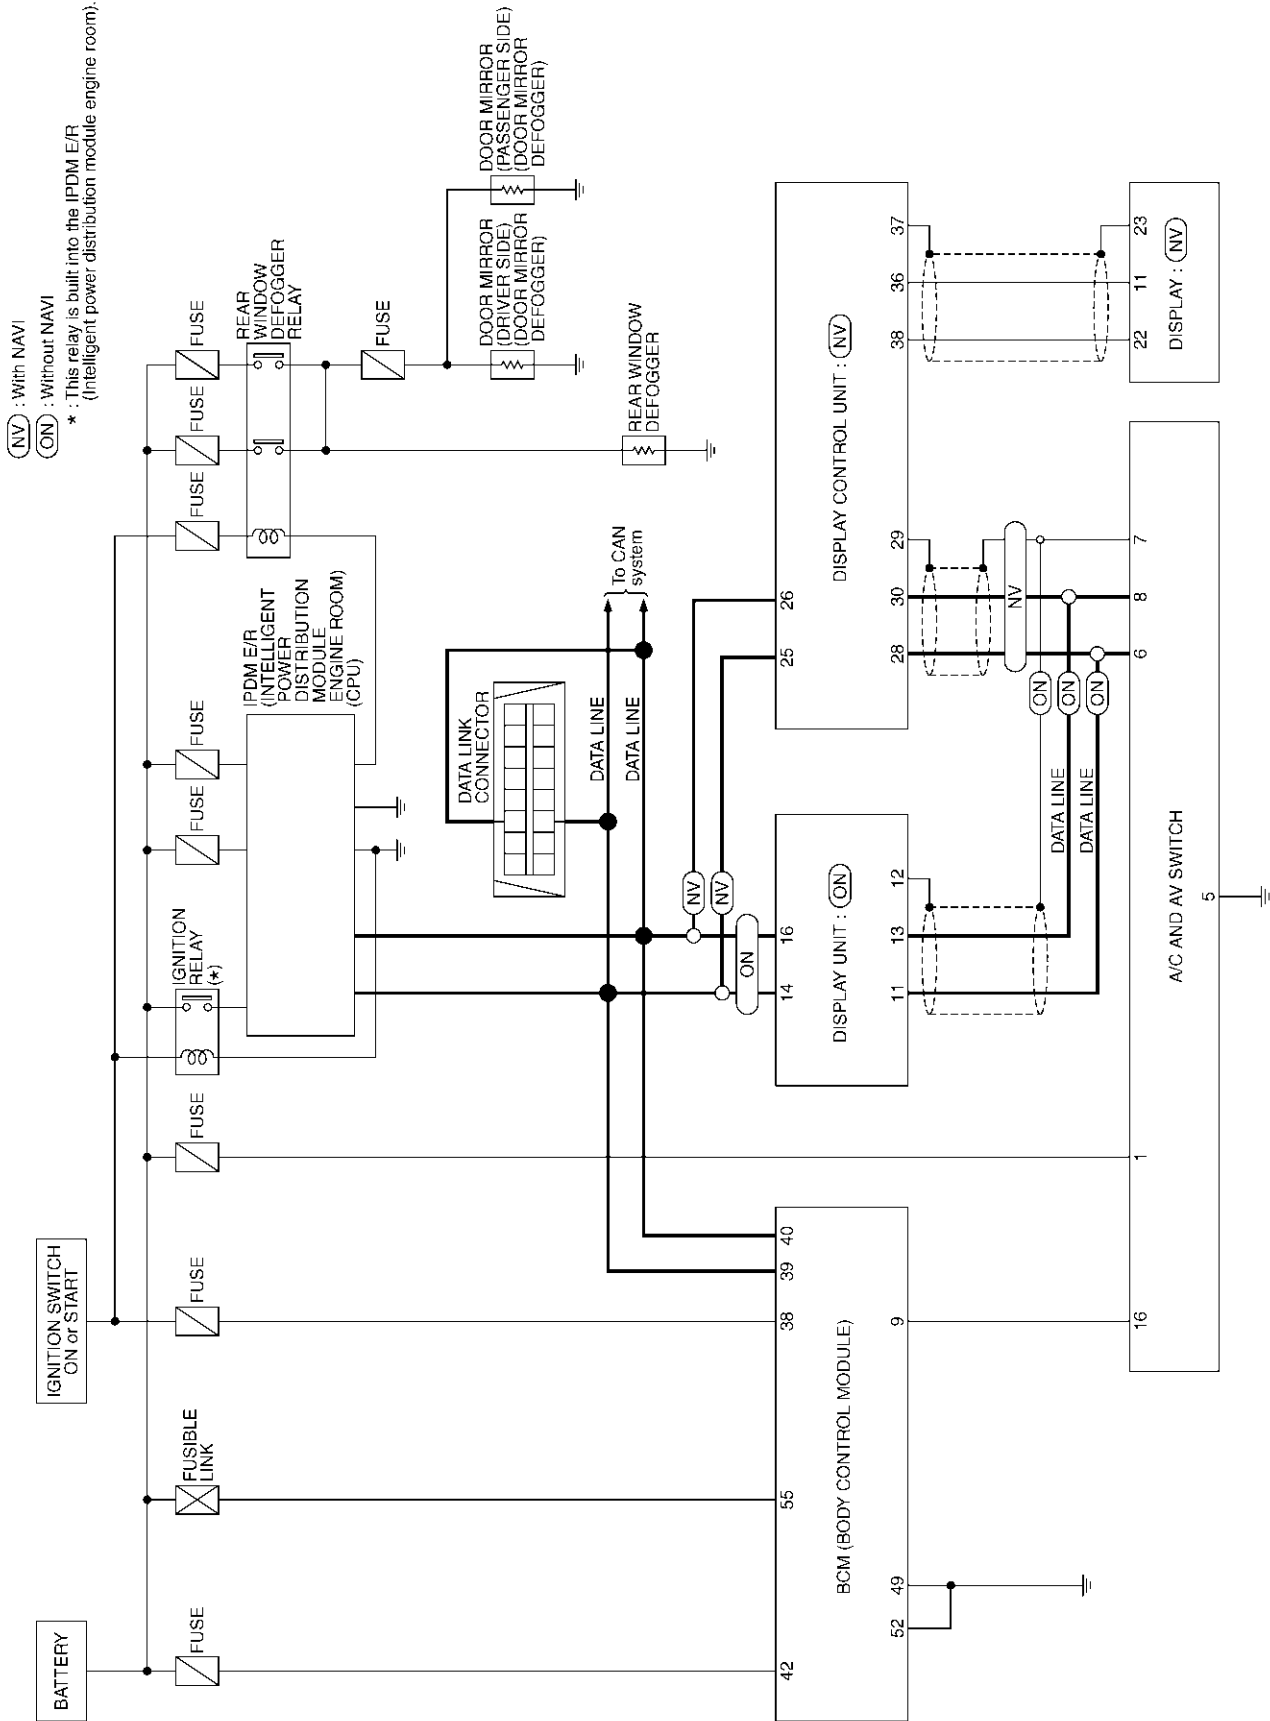 NV : With NAVI
ON : Without NAVI
* : This relay is built into the IPDM E/R
(Intelligent power distribution module engine room).
BATTERY
IGNITION SWITCH
ON or START
FUSE
FUSIBLE
LINK
FUSE
FUSE
IGNITION
RELAY
(*)
FUSE
FUSE
FUSE
FUSE
FUSE
IPDM E/R
(INTELLIGENT
POWER
DISTRIBUTION
MODULE
ENGINE ROOM)
(CPU)
REAR
WINDOW
DEFOGGER
RELAY
FUSE
DOOR MIRROR
(DRIVER SIDE)
(DOOR MIRROR
DEFOGGER)
DOOR MIRROR
(PASSENGER SIDE)
(DOOR MIRROR
DEFOGGER)
REAR WINDOW
DEFOGGER
DATA LINK
CONNECTOR
DATA LINE
DATA LINE
To CAN
system
NV
NV
ON
42
55
38
39
40
14
16
25
26
BCM (BODY CONTROL MODULE)
DISPLAY UNIT : ON
DISPLAY CONTROL UNIT : NV
52
49
9
11
13
12
28
30
29
38
36
37
NV
ON
ON
ON
DATA LINE
DATA LINE
16
1
6
8
7
22
11
23
A/C AND AV SWITCH
5
DISPLAY : NV